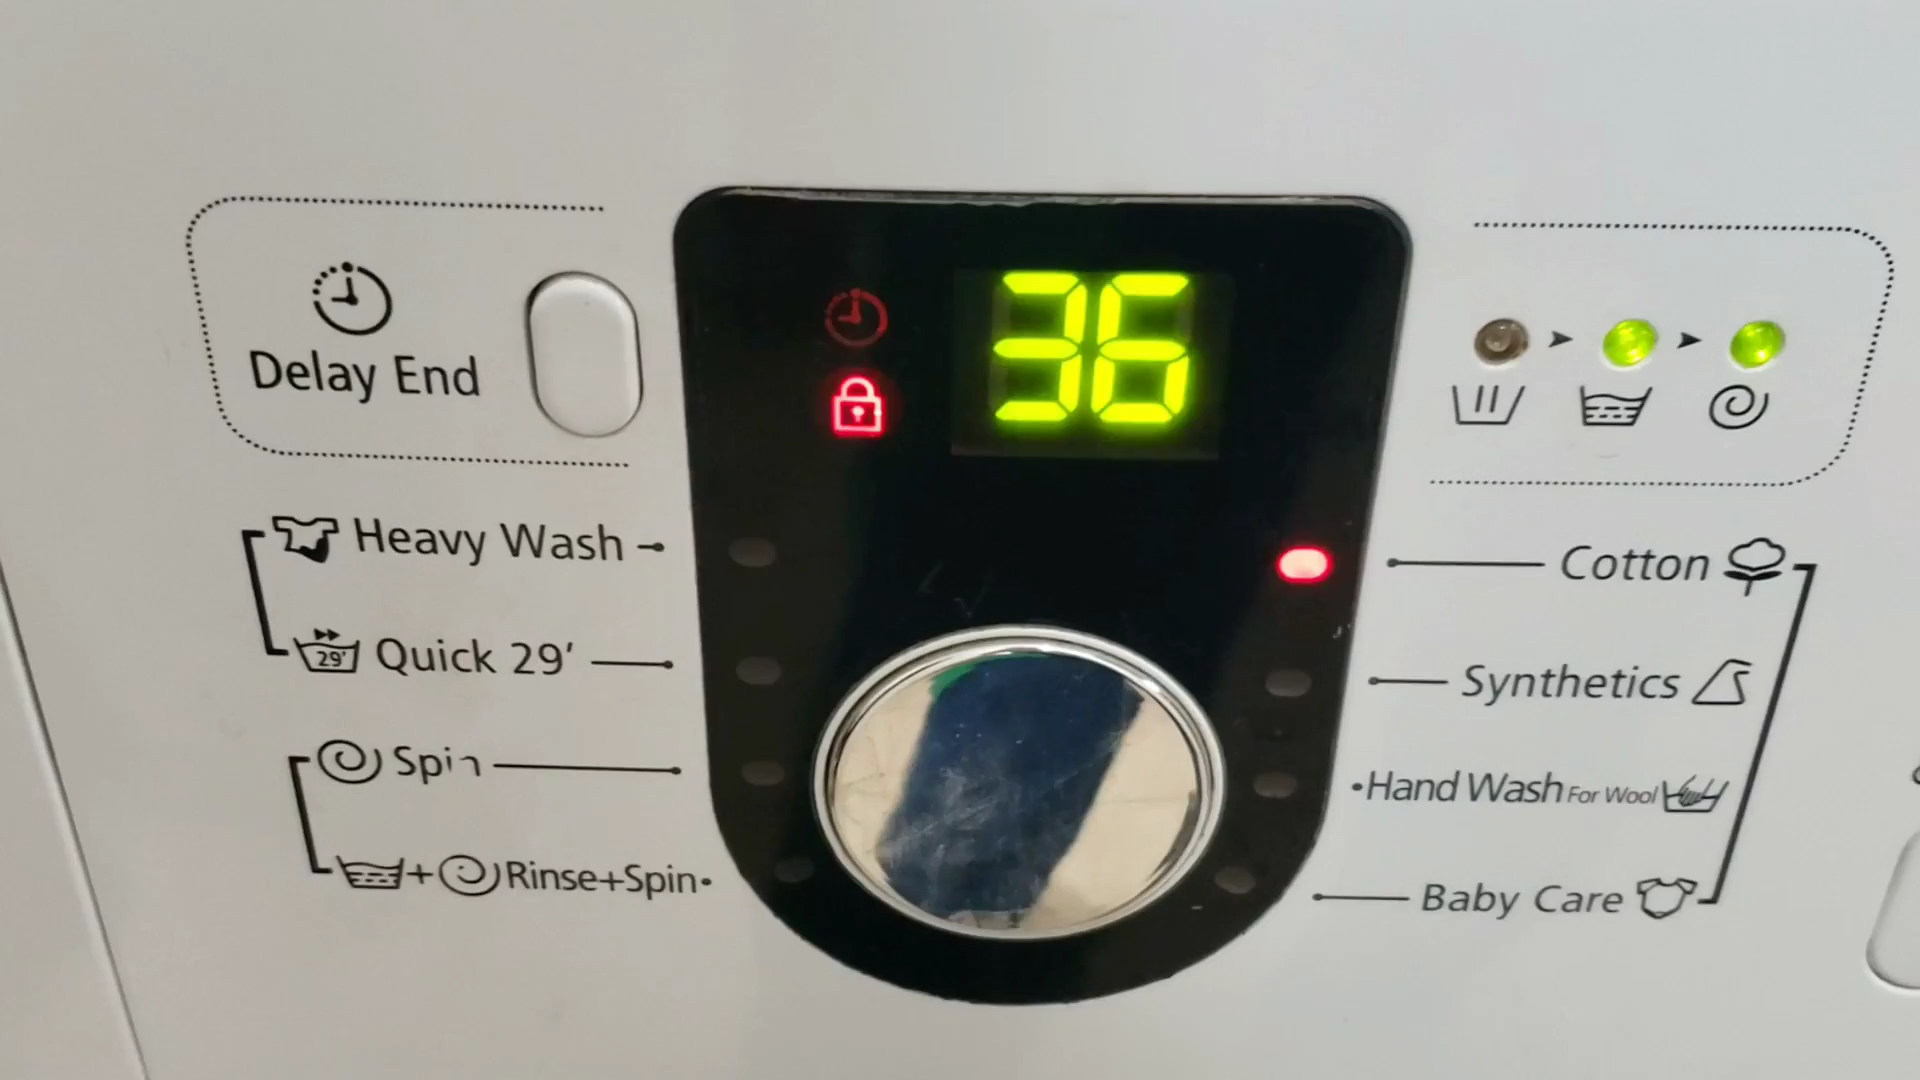 36
Delay End
Heavy Wash
29' Quick 29'
Spin
Rinse+Spin
Cotton
Synthetics
Hand Wash For Wool
Baby Care